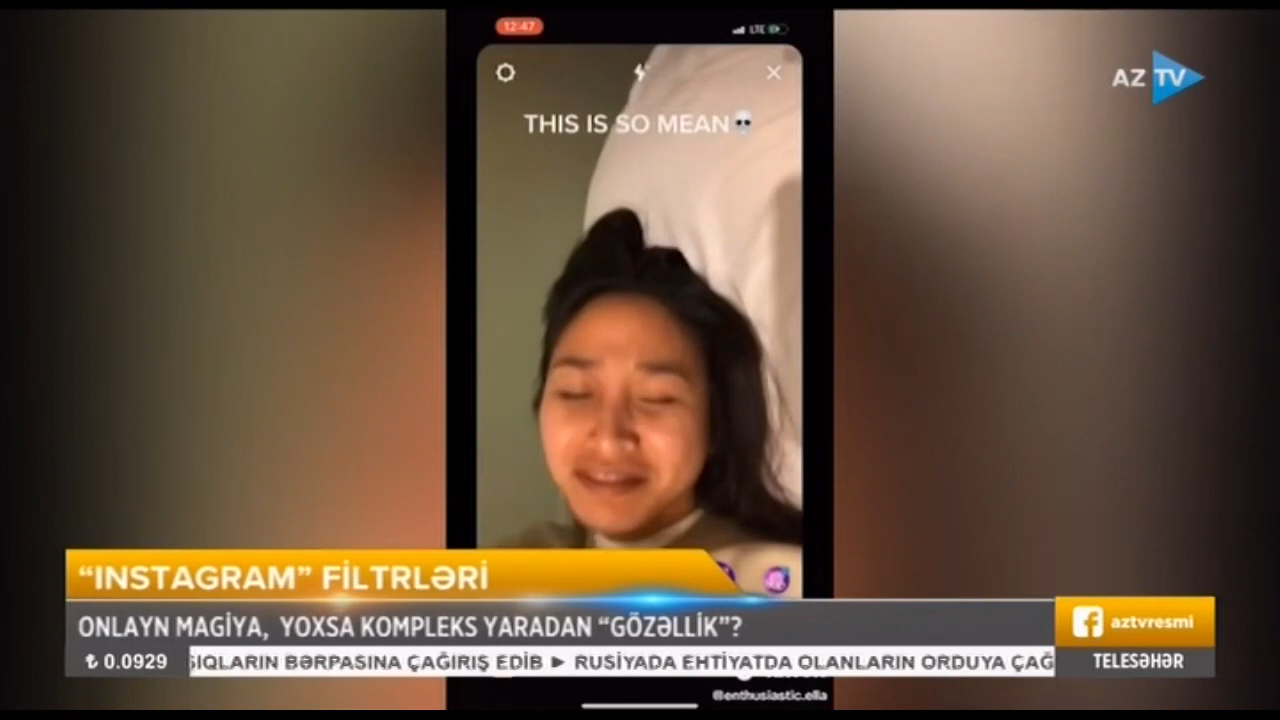 12:47
LTE
AZ TV
THIS IS SO MEAN💀
“INSTAGRAM” FİLTRLƏRİ
ONLAYN MAGİYA, YOXSA KOMPLEKS YARADAN “GÖZƏLLİK”?
aztvresmi
₺ 0.0929
ŞIQLARIN BƏRPASINA ÇAĞIRIŞ EDİB ► RUSİYADA EHTİYATDA OLANLARIN ORDUYA ÇAĞ
TELESƏHƏR
@enthusiastic.ella